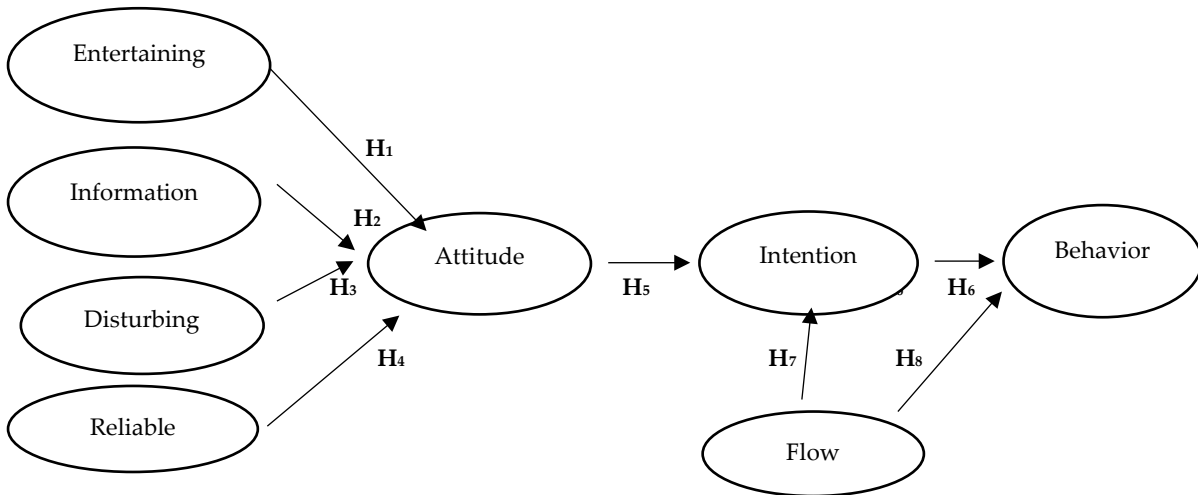 Entertaining
H1
Information
H2
Attitude
Intention
Behavior
H3
H5
H6
Disturbing
H4
H7
H8
Reliable
Flow